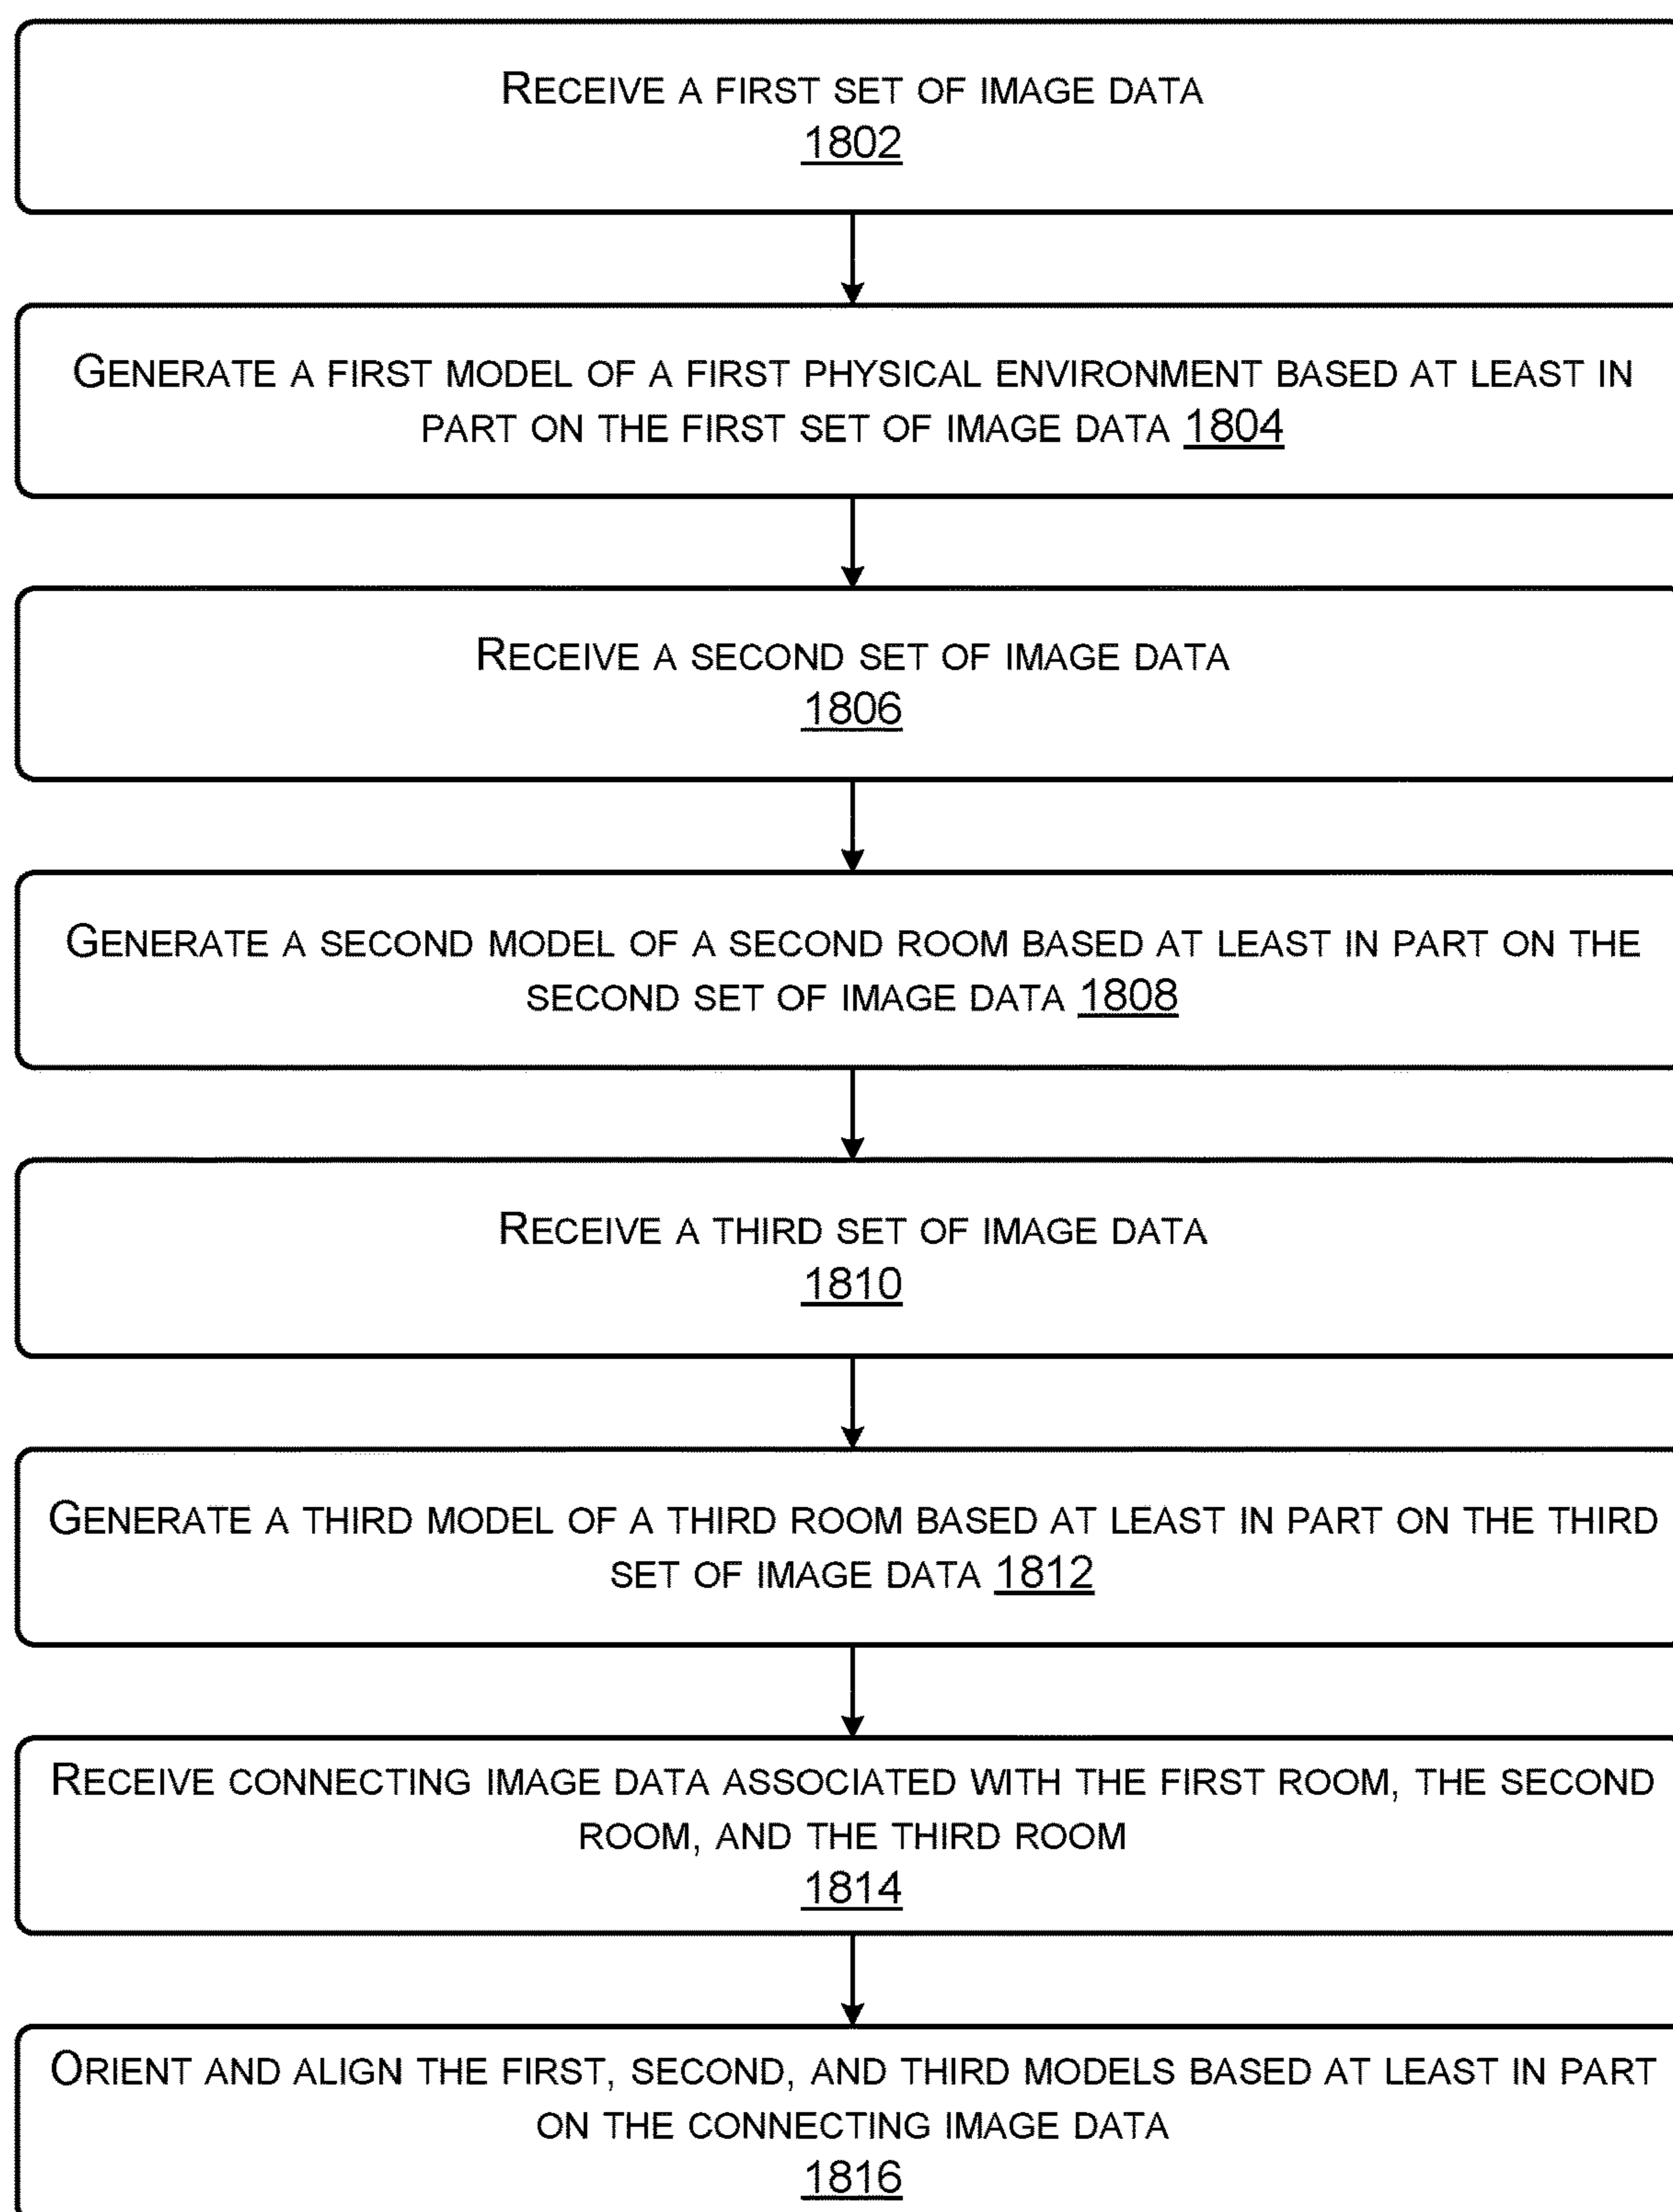 RECEIVE A FIRST SET OF IMAGE DATA
1802
GENERATE A FIRST MODEL OF A FIRST PHYSICAL ENVIRONMENT BASED AT LEAST IN
PART ON THE FIRST SET OF IMAGE DATA 1804
RECEIVE A SECOND SET OF IMAGE DATA
1806
GENERATE A SECOND MODEL OF A SECOND ROOM BASED AT LEAST IN PART ON THE
SECOND SET OF IMAGE DATA 1808
RECEIVE A THIRD SET OF IMAGE DATA
1810
GENERATE A THIRD MODEL OF A THIRD ROOM BASED AT LEAST IN PART ON THE THIRD
SET OF IMAGE DATA 1812
RECEIVE CONNECTING IMAGE DATA ASSOCIATED WITH THE FIRST ROOM, THE SECOND
ROOM, AND THE THIRD ROOM
1814
ORIENT AND ALIGN THE FIRST, SECOND, AND THIRD MODELS BASED AT LEAST IN PART
ON THE CONNECTING IMAGE DATA
1816